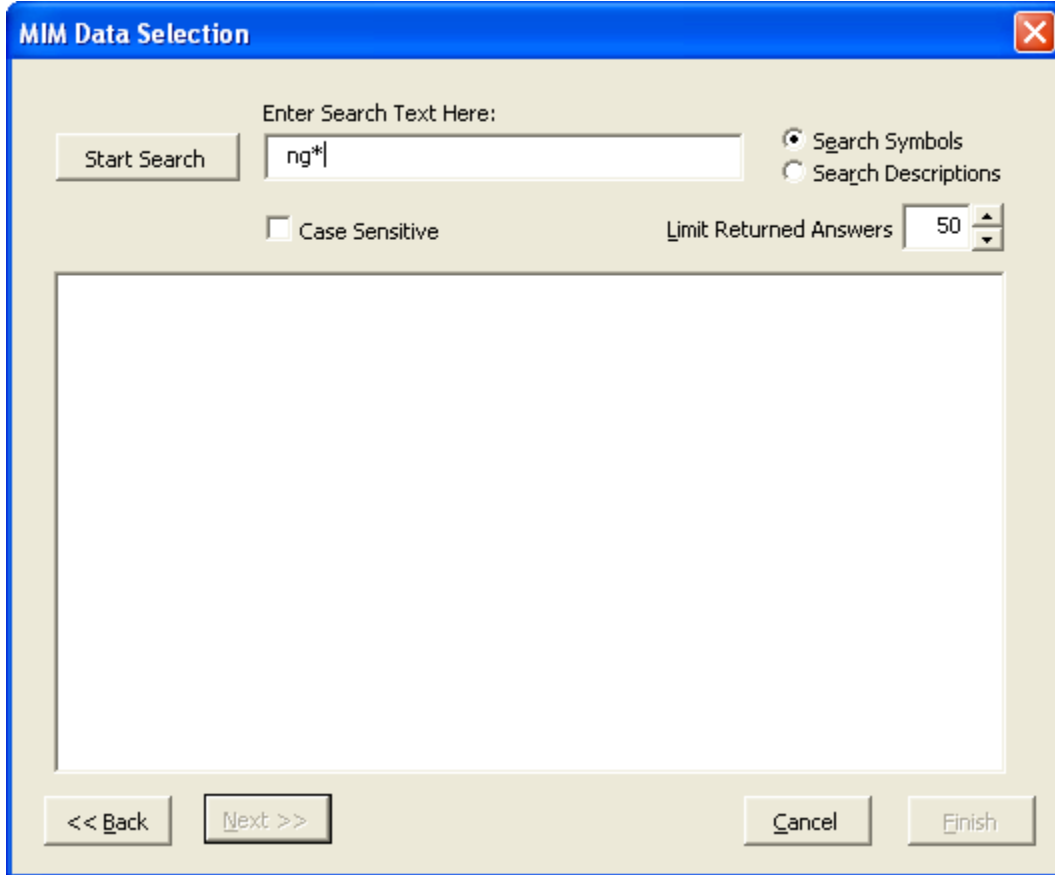 MIM Data Selection
Enter Search Text Here:
Start Search
ng*
Search Symbols
Search Descriptions
Case Sensitive
Limit Returned Answers
50
<< Back
Next >>
Cancel
Finish